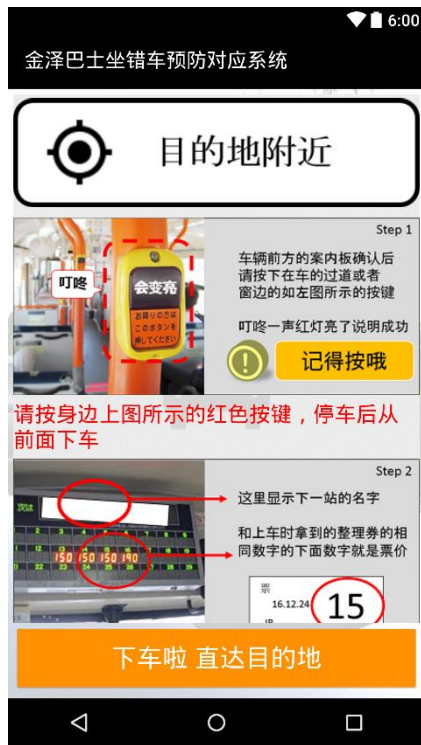 6:00
金泽巴士坐错车预防对应系统
目的地附近
Step 1
车辆前方的案内板确认后
请按下在车的过道或者
窗边的如左图所示的按键
叮咚一声红灯亮了说明成功
记得按哦
叮咚
会变亮
お降りの方は
このボタンを
押してください
请按身边上图所示的红色按键，停车后从
前面下车
Step 2
这里显示下一站的名字
和上车时拿到的整理券的相
同数字的下面数字就是票价
次は
150 150 150 190
票
16.12.24
15
下车啦 直达目的地